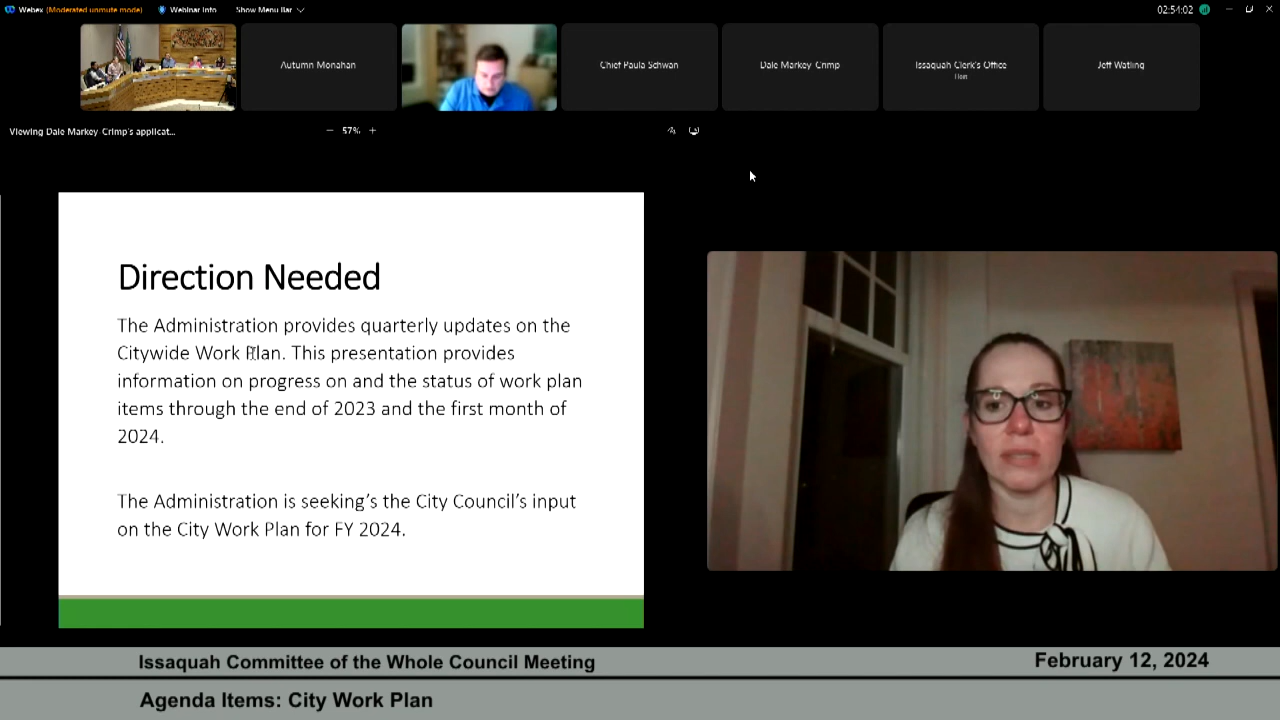 Webex (Moderated unmute mode) Webinar Info Show Menu Bar 02:54:02
Autumn Monahan
Chief Paula Schwan
Dale Markey-Crimp
Issaquah Clerk's Office
Host
Jeff Watling
Viewing Dale Markey-Crimp's applicat... − 57% +
Direction Needed
The Administration provides quarterly updates on the
Citywide Work Plan. This presentation provides
information on progress on and the status of work plan
items through the end of 2023 and the first month of
2024.
The Administration is seeking's the City Council's input
on the City Work Plan for FY 2024.
Issaquah Committee of the Whole Council Meeting
February 12, 2024
Agenda Items: City Work Plan